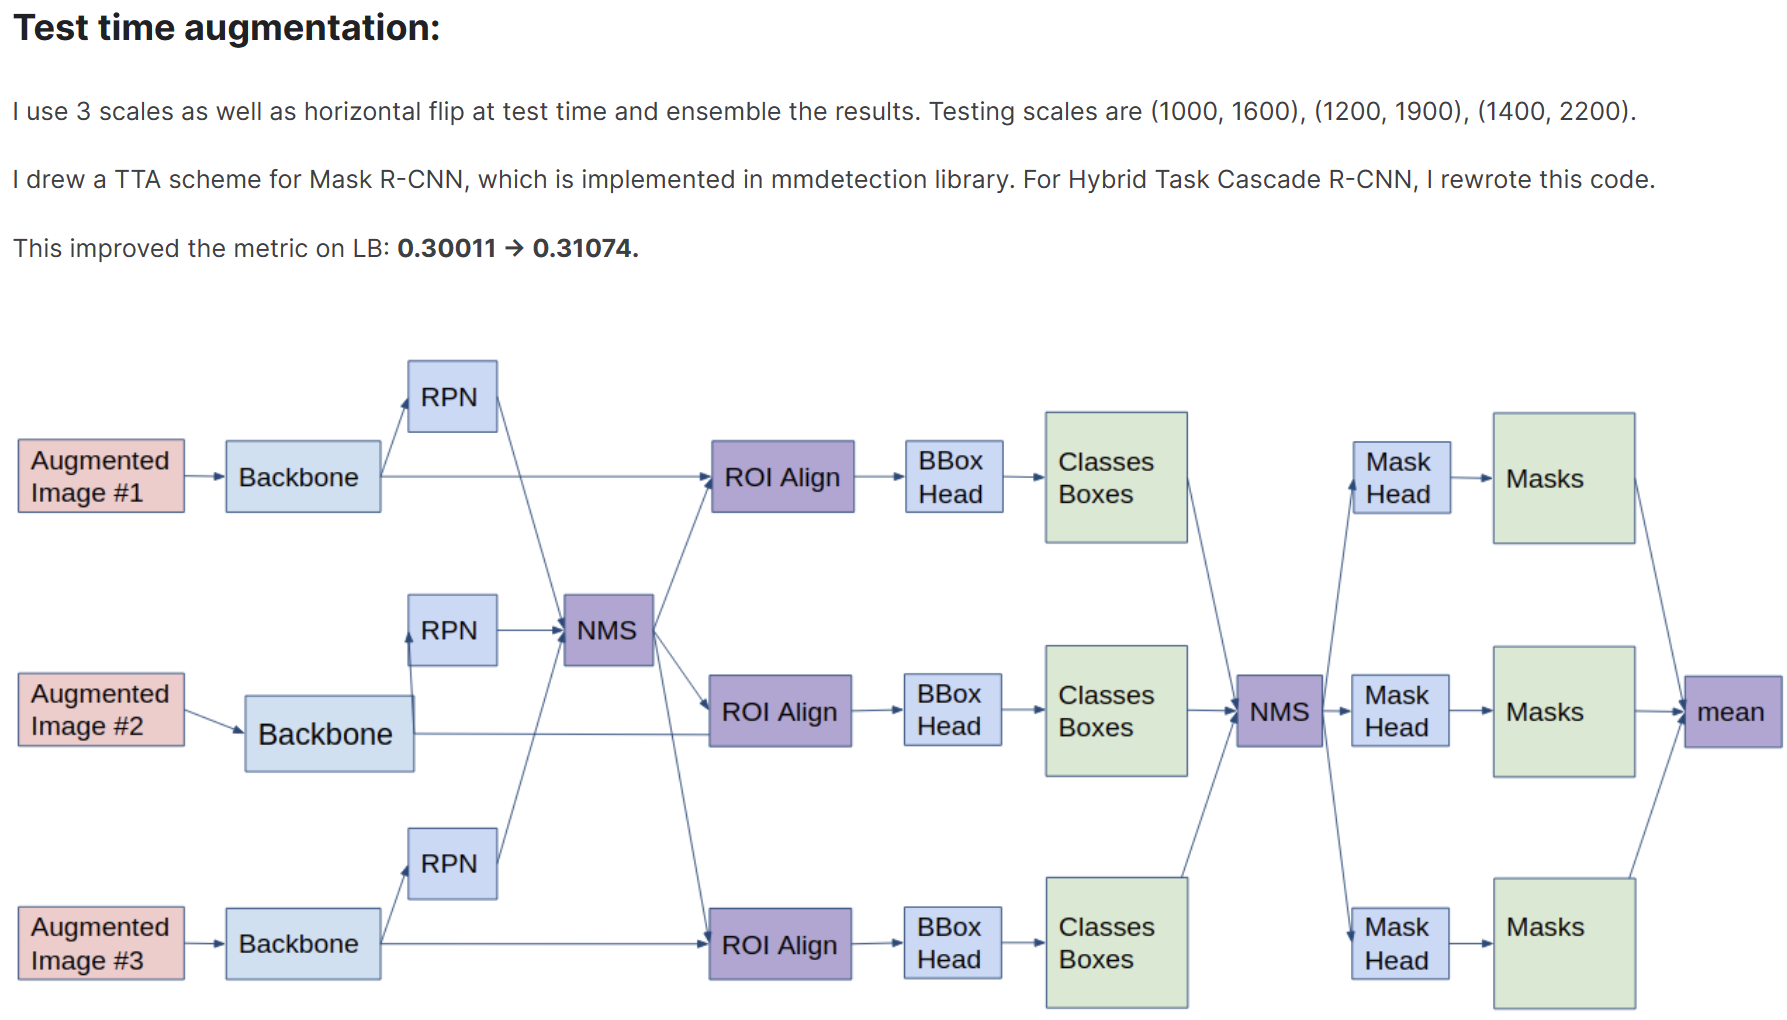 Test time augmentation:
I use 3 scales as well as horizontal flip at test time and ensemble the results. Testing scales are (1000, 1600), (1200, 1900), (1400, 2200).
I drew a TTA scheme for Mask R-CNN, which is implemented in mmdetection library. For Hybrid Task Cascade R-CNN, I rewrote this code.
This improved the metric on LB: 0.30011 → 0.31074.
RPN
Augmented
Image #1
Backbone
ROI Align
BBox
Head
Classes
Boxes
Mask
Head
Masks
RPN
NMS
Augmented
Image #2
Backbone
ROI Align
BBox
Head
Classes
Boxes
NMS
Mask
Head
Masks
mean
RPN
Augmented
Image #3
Backbone
ROI Align
BBox
Head
Classes
Boxes
Mask
Head
Masks